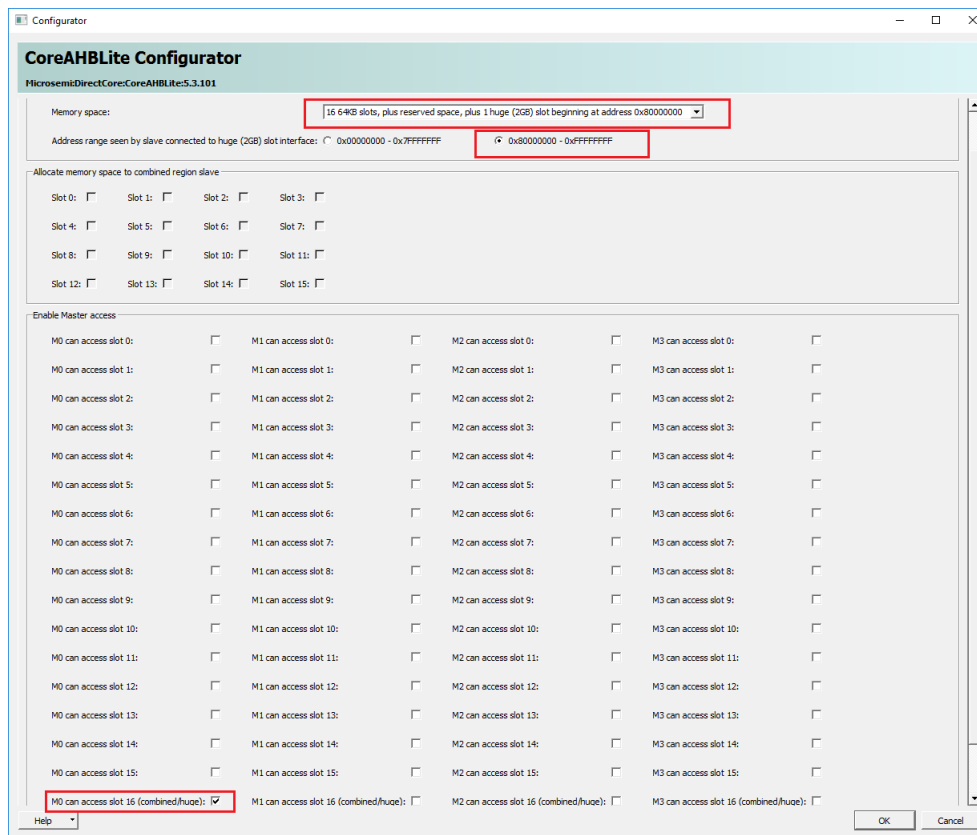 Configurator
CoreAHBLite Configurator
Microsemi:DirectCore:CoreAHBLite:5.3.101
Memory space: 16 64KB slots, plus reserved space, plus 1 huge (2GB) slot beginning at address 0x80000000
Address range seen by slave connected to huge (2GB) slot interface: 0x00000000 - 0x7FFFFFFF 0x80000000 - 0xFFFFFFFF
Allocate memory space to combined region slave
Slot 0: Slot 1: Slot 2: Slot 3:
Slot 4: Slot 5: Slot 6: Slot 7:
Slot 8: Slot 9: Slot 10: Slot 11:
Slot 12: Slot 13: Slot 14: Slot 15:
Enable Master access
M0 can access slot 0: M1 can access slot 0: M2 can access slot 0: M3 can access slot 0:
M0 can access slot 1: M1 can access slot 1: M2 can access slot 1: M3 can access slot 1:
M0 can access slot 2: M1 can access slot 2: M2 can access slot 2: M3 can access slot 2:
M0 can access slot 3: M1 can access slot 3: M2 can access slot 3: M3 can access slot 3:
M0 can access slot 4: M1 can access slot 4: M2 can access slot 4: M3 can access slot 4:
M0 can access slot 5: M1 can access slot 5: M2 can access slot 5: M3 can access slot 5:
M0 can access slot 6: M1 can access slot 6: M2 can access slot 6: M3 can access slot 6:
M0 can access slot 7: M1 can access slot 7: M2 can access slot 7: M3 can access slot 7:
M0 can access slot 8: M1 can access slot 8: M2 can access slot 8: M3 can access slot 8:
M0 can access slot 9: M1 can access slot 9: M2 can access slot 9: M3 can access slot 9:
M0 can access slot 10: M1 can access slot 10: M2 can access slot 10: M3 can access slot 10:
M0 can access slot 11: M1 can access slot 11: M2 can access slot 11: M3 can access slot 11:
M0 can access slot 12: M1 can access slot 12: M2 can access slot 12: M3 can access slot 12:
M0 can access slot 13: M1 can access slot 13: M2 can access slot 13: M3 can access slot 13:
M0 can access slot 14: M1 can access slot 14: M2 can access slot 14: M3 can access slot 14:
M0 can access slot 15: M1 can access slot 15: M2 can access slot 15: M3 can access slot 15:
M0 can access slot 16 (combined/huge): M1 can access slot 16 (combined/huge): M2 can access slot 16 (combined/huge): M3 can access slot 16 (combined/huge):
Help OK Cancel